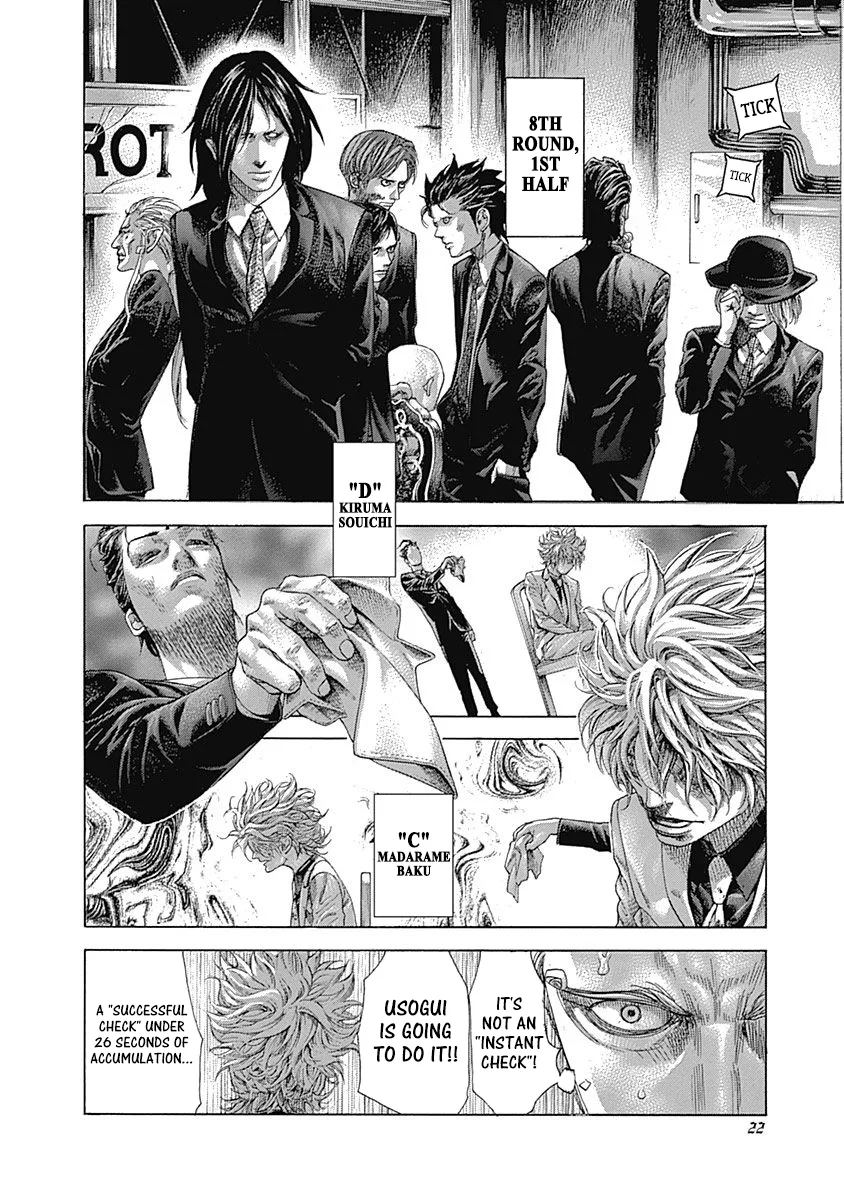 ROT
8TH
ROUND,
1ST
HALF
TICK
TICK
"D"
KIRUMA
SOUICHI
"C"
MADARAME
BAKU
IT'S
NOT AN
"INSTANT
CHECK"!
USOGUI
IS GOING
TO DO IT!!
A "SUCCESSFUL
CHECK" UNDER
26 SECONDS OF
ACCUMULATION...
22